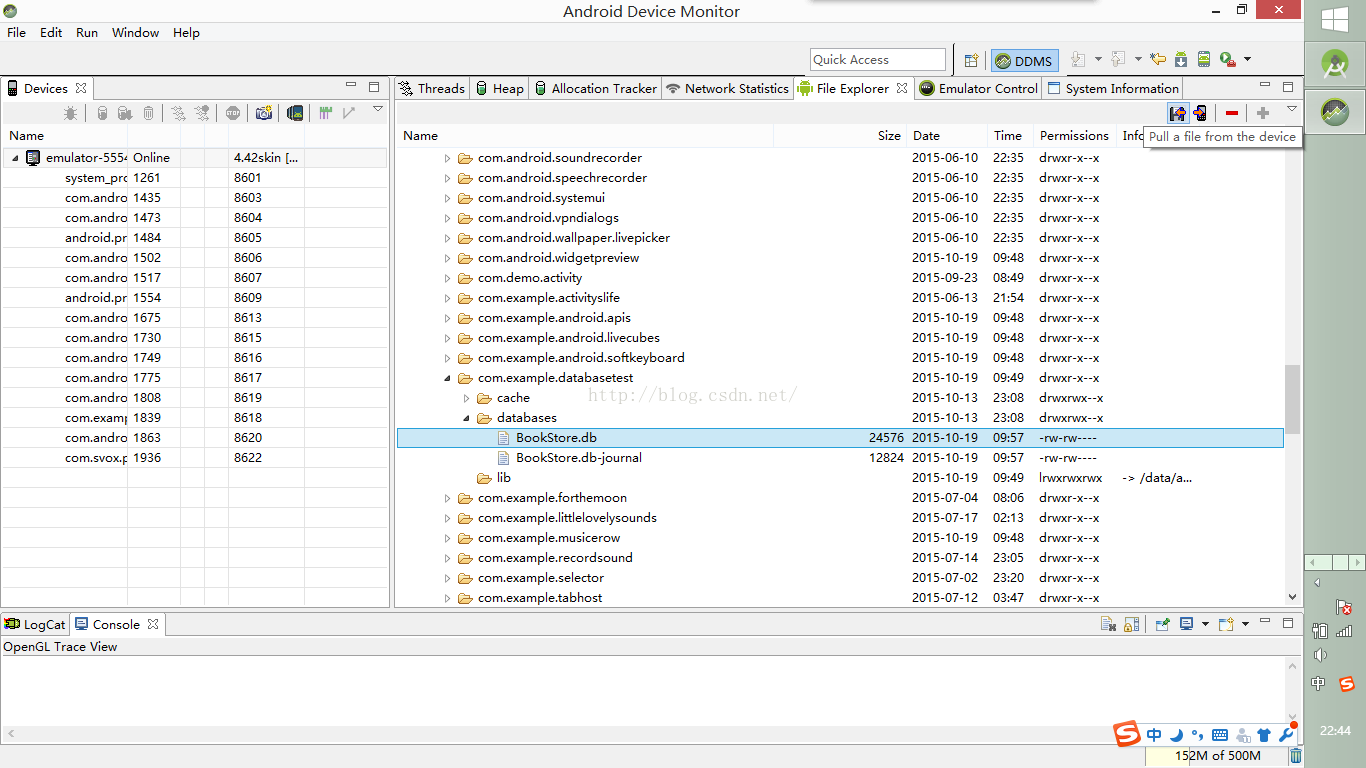 Android Device Monitor
File Edit Run Window Help
Quick Access DDMS
Devices
Name
emulator-5554 Online 4.42skin [...
system_pro 1261 8601
com.andro 1435 8603
com.andro 1473 8604
android.pr 1484 8605
com.andro 1502 8606
com.andro 1517 8607
android.pr 1554 8609
com.andro 1675 8613
com.andro 1730 8615
com.andro 1749 8616
com.andro 1775 8617
com.andro 1808 8619
com.examp 1839 8618
com.andro 1863 8620
com.svox.p 1936 8622
Threads Heap Allocation Tracker Network Statistics File Explorer Emulator Control System Information
Pull a file from the device
Name Size Date Time Permissions Info
com.android.soundrecorder 2015-06-10 22:35 drwxr-x--x
com.android.speechrecorder 2015-06-10 22:35 drwxr-x--x
com.android.systemui 2015-06-10 22:35 drwxr-x--x
com.android.vpndialogs 2015-06-10 22:35 drwxr-x--x
com.android.wallpaper.livepicker 2015-06-10 22:35 drwxr-x--x
com.android.widgetpreview 2015-10-19 09:48 drwxr-x--x
com.demo.activity 2015-09-23 08:49 drwxr-x--x
com.example.activityslife 2015-06-13 21:54 drwxr-x--x
com.example.android.apis 2015-10-19 09:48 drwxr-x--x
com.example.android.livecubes 2015-10-19 09:48 drwxr-x--x
com.example.android.softkeyboard 2015-10-19 09:48 drwxr-x--x
com.example.databasetest 2015-10-19 09:49 drwxr-x--x
cache 2015-10-13 23:08 drwxrwx--x
http://blog.csdn.net/
databases 2015-10-13 23:08 drwxrwx--x
BookStore.db 24576 2015-10-19 09:57 -rw-rw----
BookStore.db-journal 12824 2015-10-19 09:57 -rw-rw----
lib 2015-10-19 09:49 lrwxrwxrwx -> /data/a...
com.example.forthemoon 2015-07-04 08:06 drwxr-x--x
com.example.littlelovelysounds 2015-07-17 02:13 drwxr-x--x
com.example.musicerow 2015-10-19 09:48 drwxr-x--x
com.example.recordsound 2015-07-14 23:05 drwxr-x--x
com.example.selector 2015-07-02 23:20 drwxr-x--x
com.example.tabhost 2015-07-12 03:47 drwxr-x--x
LogCat Console
OpenGL Trace View
中
152M of 500M
中
22:44